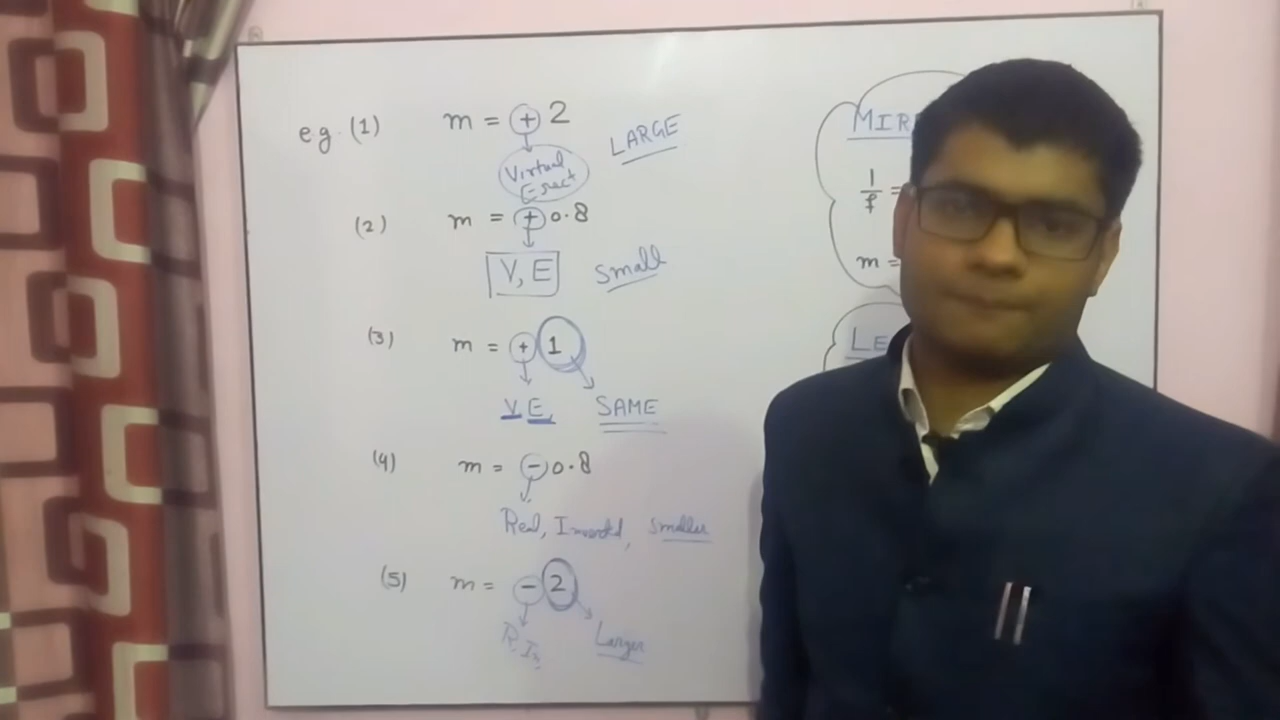 e.g. (1) m = + 2 LARGE
Virtual
Erect
(2) m = + 0.8
V, E Small
(3) m = + 1
V E, SAME
(4) m = - 0.8
Real, Inverted, Smaller
(5) m = - 2
R, In Larger
MIR
1/f =
m =
LE